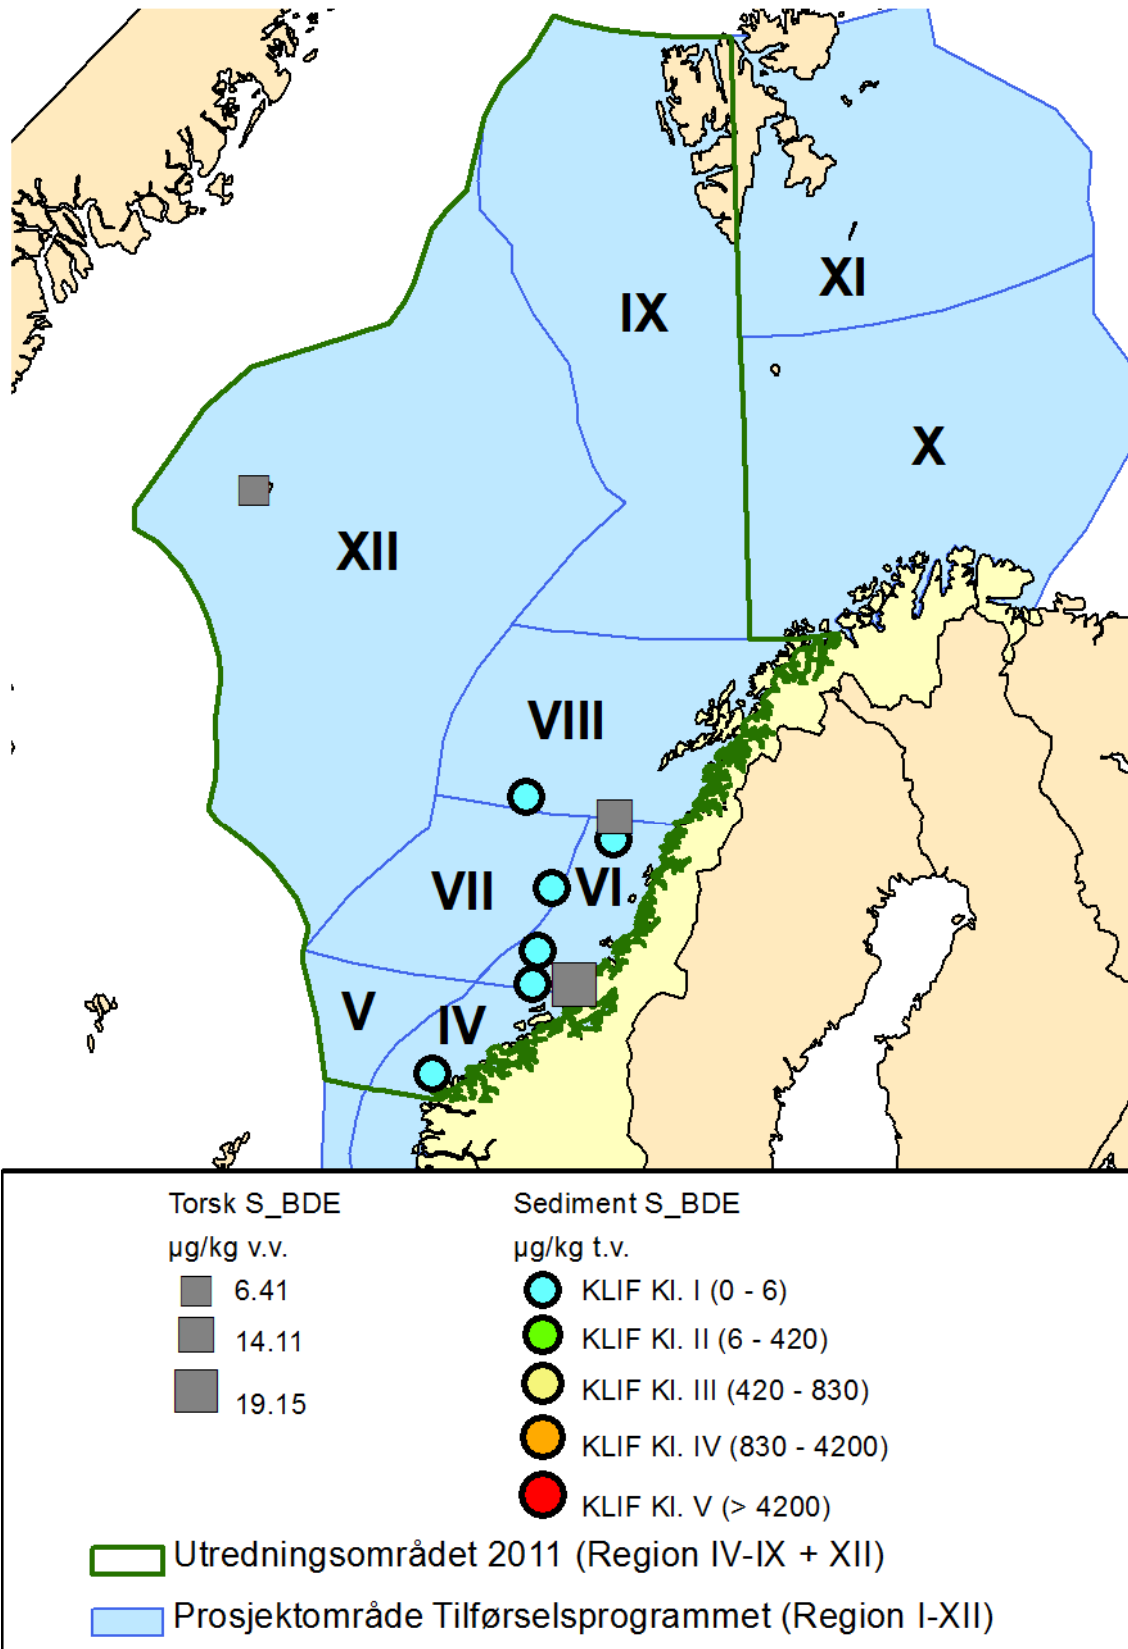 XI
IX
X
XII
VIII
VII
VI
V
IV
Torsk S_BDE
µg/kg v.v.
6.41
14.11
19.15
Sediment S_BDE
µg/kg t.v.
KLIF Kl. I (0 - 6)
KLIF Kl. II (6 - 420)
KLIF Kl. III (420 - 830)
KLIF Kl. IV (830 - 4200)
KLIF Kl. V (> 4200)
Utredningsområdet 2011 (Region IV-IX + XII)
Prosjektområde Tilførselsprogrammet (Region I-XII)